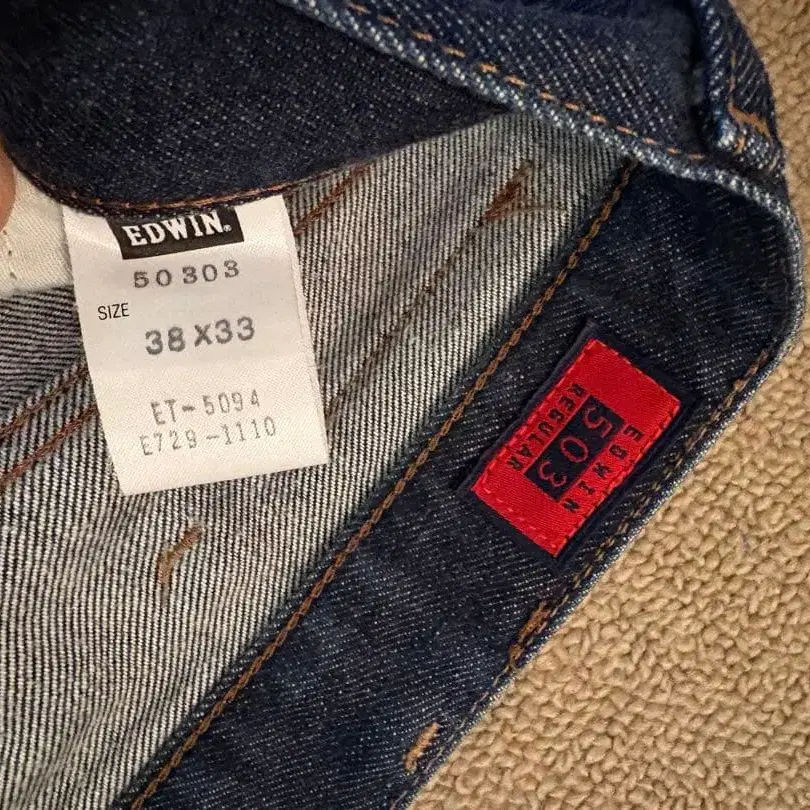 EDWIN®
50303
SIZE
38X33
ET-5094
E729-1110
EDWIN
503
REGULAR